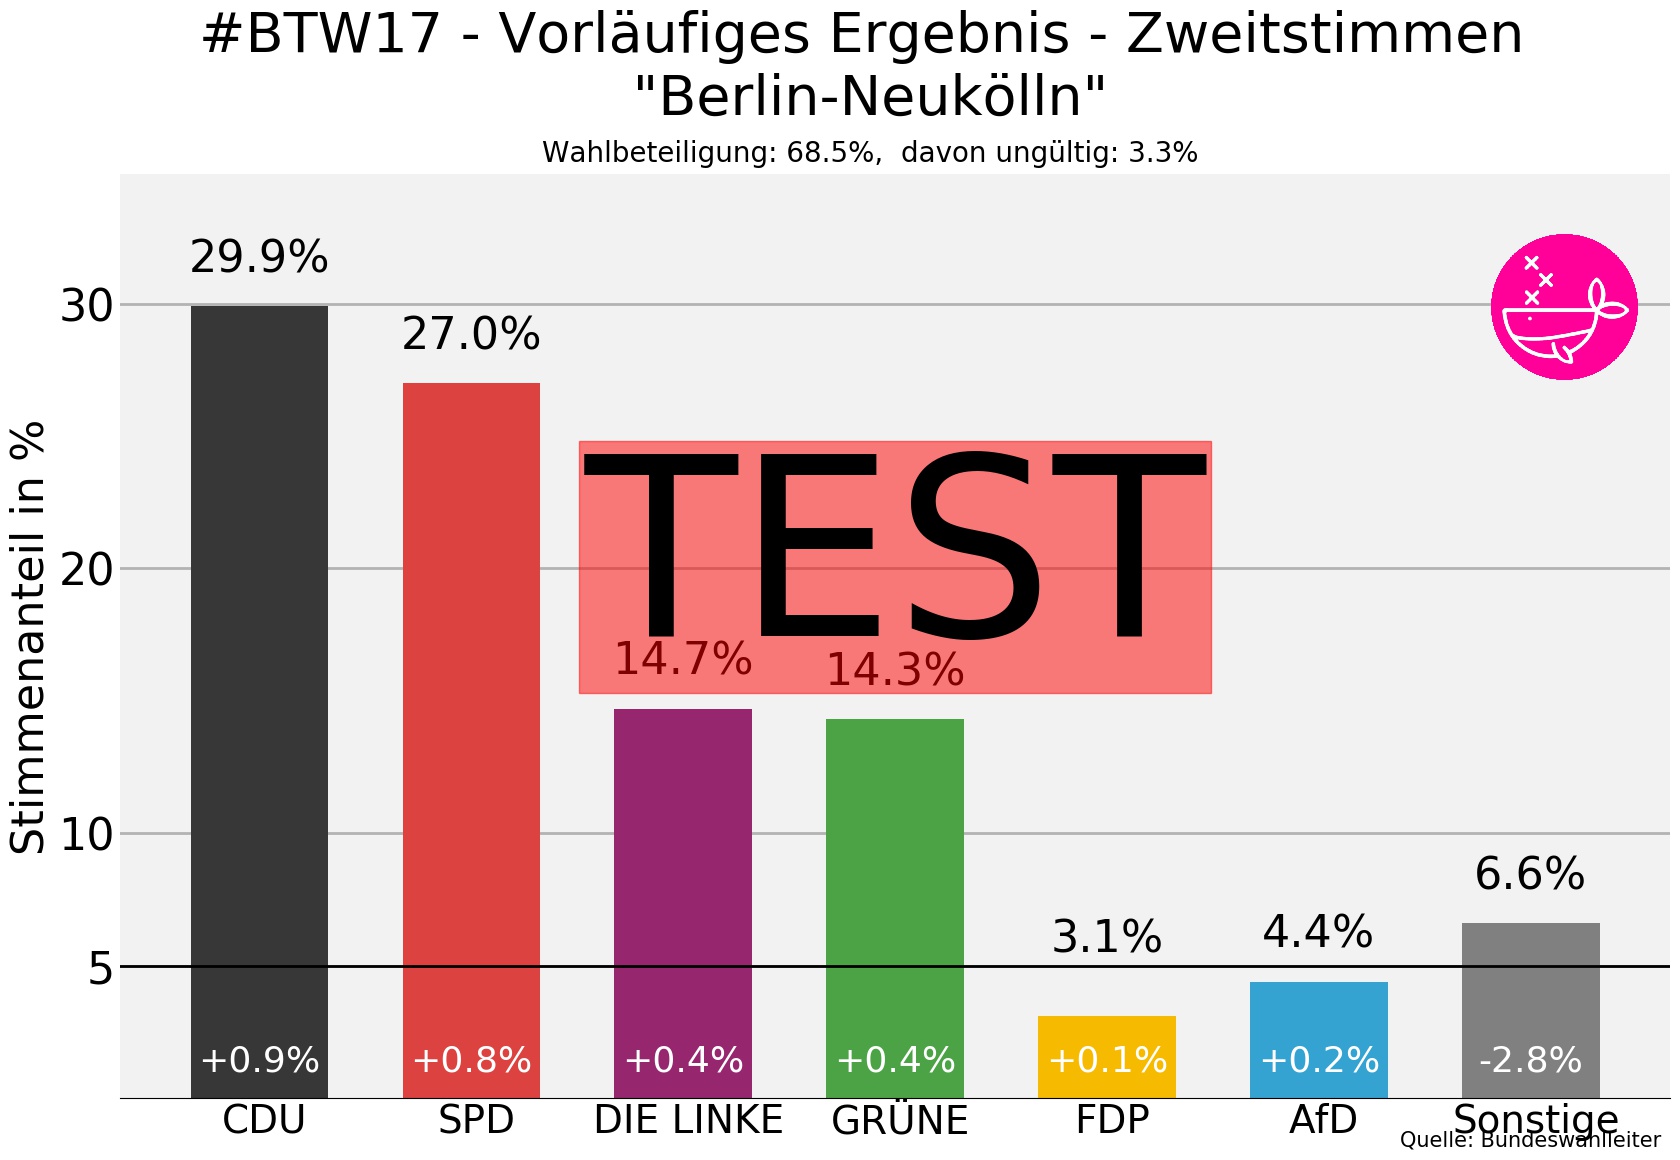 #BTW17 - Vorläufiges Ergebnis - Zweitstimmen
"Berlin-Neukölln"
Wahlbeteiligung: 68.5%,  davon ungültig: 3.3%
Stimmenanteil in %
30
20
10
5
29.9%
27.0%
TEST
14.7%
14.3%
3.1%
4.4%
6.6%
+0.9%
+0.8%
+0.4%
+0.4%
+0.1%
+0.2%
-2.8%
CDU
SPD
DIE LINKE
GRÜNE
FDP
AfD
Sonstige
Quelle: Bundeswahlleiter